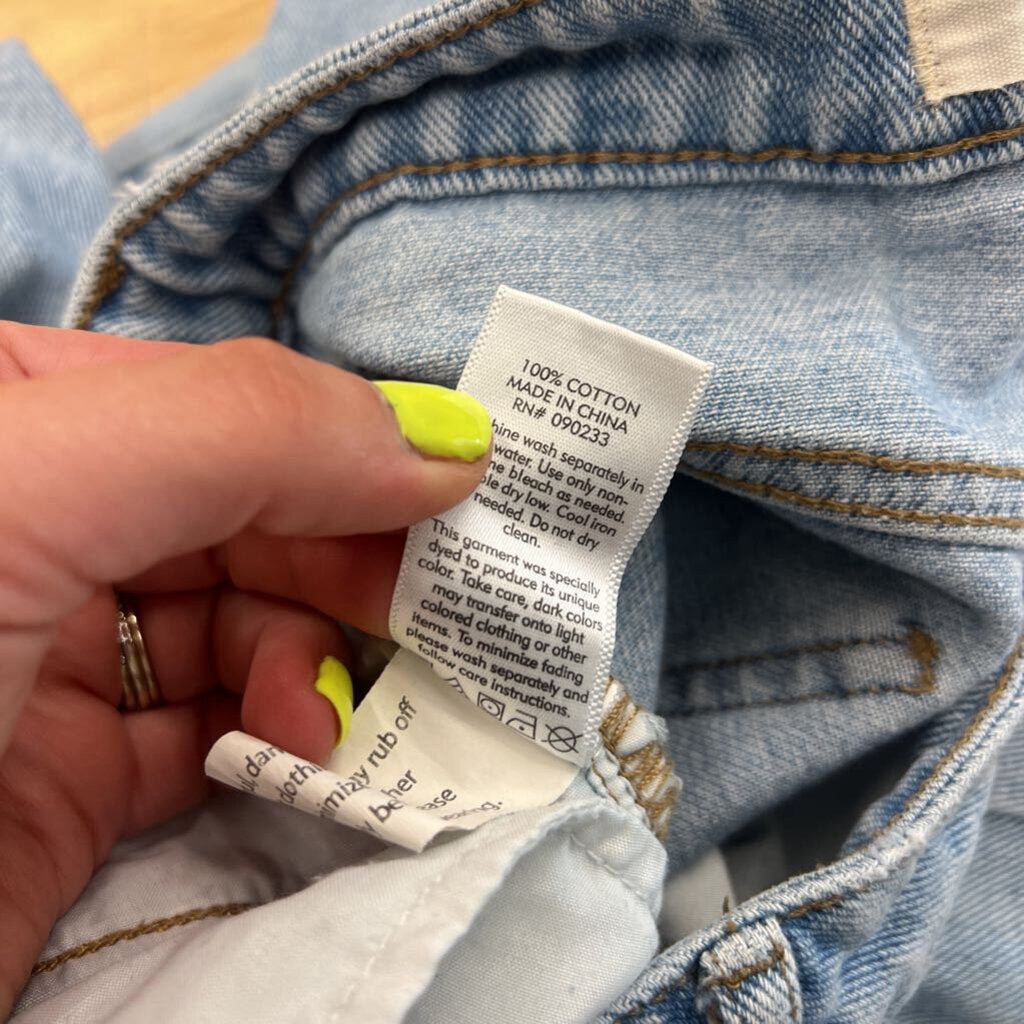 100% COTTON
MADE IN CHINA
RN# 090233
wash separately in
water. Use only non-
bleach as needed.
dry low. Cool iron
needed. Do not dry
clean.
This garment was specially
dyed to produce its unique
color. Take care, dark colors
may transfer onto light
colored clothing or other
items. To minimize fading
please wash separately and
follow care instructions.
rub off